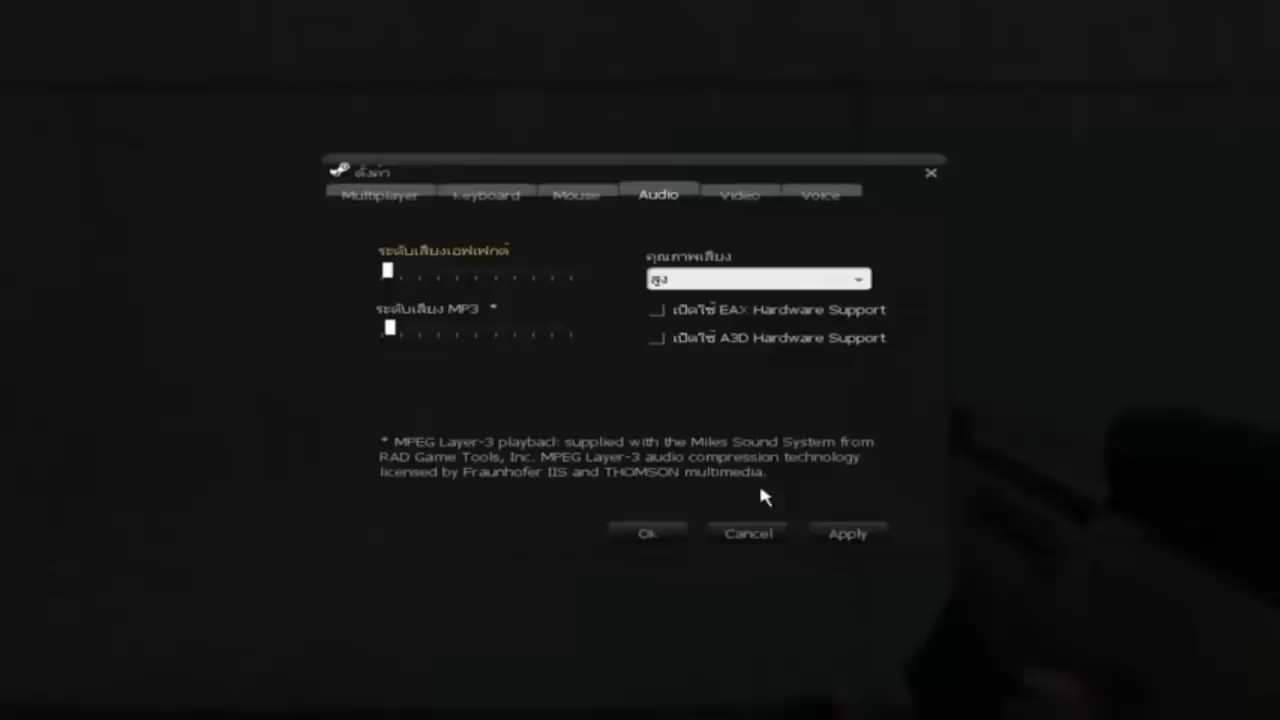 ตั้งค่า
Multiplayer Keyboard Mouse Audio Video Voice
ระดับเสียงเอฟเฟกต์
คุณภาพเสียง
สูง
ระดับเสียง MP3 *
เปิดใช้ EAX Hardware Support
เปิดใช้ A3D Hardware Support
* MPEG Layer-3 playback supplied with the Miles Sound System from
RAD Game Tools, Inc. MPEG Layer-3 audio compression technology
licensed by Fraunhofer IIS and THOMSON multimedia.
Ok Cancel Apply